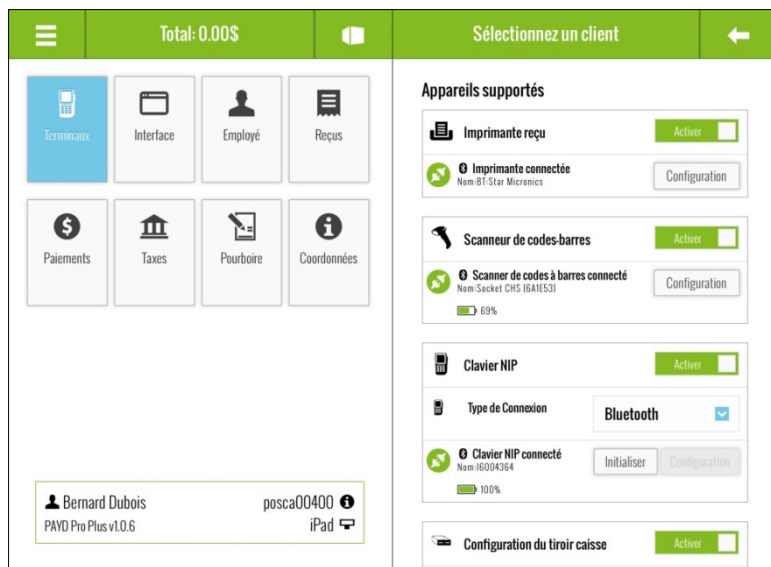 Total: 0.00$
Sélectionnez un client
Terminaux
Interface
Employé
Reçus
Paiements
Taxes
Pourboire
Coordonnées
Bernard Dubois
posca00400
PAYD Pro Plus v1.0.6
iPad
Appareils supportés
Imprimante reçu
Activer
Imprimante connectée
Nom:BT:Star Micronics
Configuration
Scanneur de codes-barres
Activer
Scanner de codes à barres connecté
Nom:Socket CHS [6A1E53]
Configuration
69%
Clavier NIP
Activer
Type de Connexion
Bluetooth
Clavier NIP connecté
Nom:16004364
Initialiser
Configuration
100%
Configuration du tiroir caisse
Activer